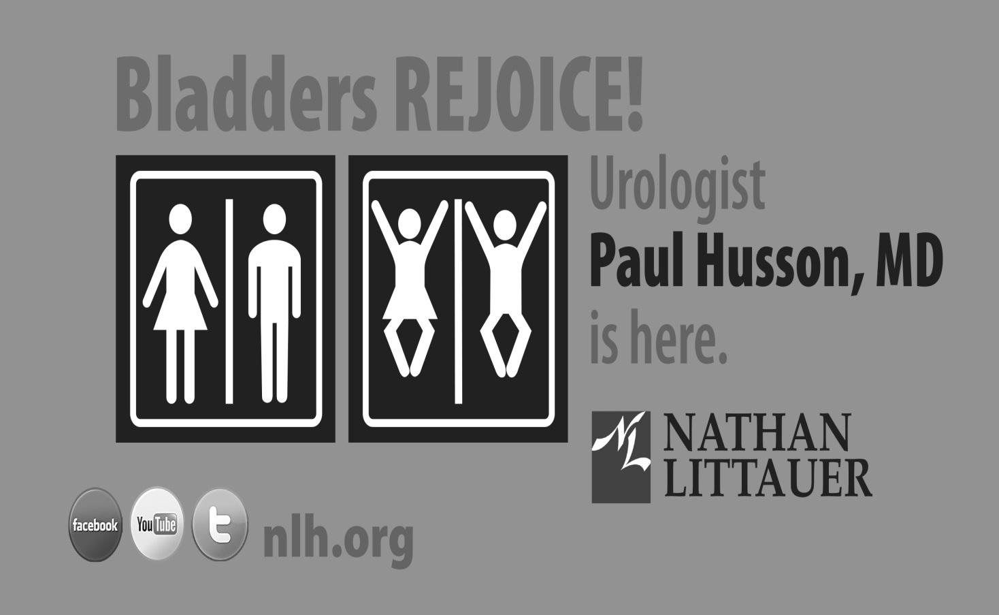 Bladders REJOICE!
Urologist
Paul Husson, MD
is here.
NL
NATHAN
LITTAUER
facebook
YouTube
t
nlh.org